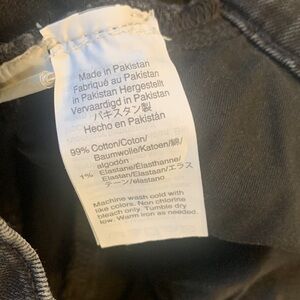 Made in Pakistan
Fabriqué au Pakistan
in Pakistan Hergestellt
Vervaardigd in Pakistan
パキスタン製
Hecho en Pakistán
99% Cotton/Coton/
Baumwolle/Katoen/綿/
algodón
1% Elastane/Elasthanne/
Elastan/Elastaan/エラス
テーン/elastano
Machine wash cold with
like colors. Non chlorine
bleach only. Tumble dry
low. Warm iron as needed.